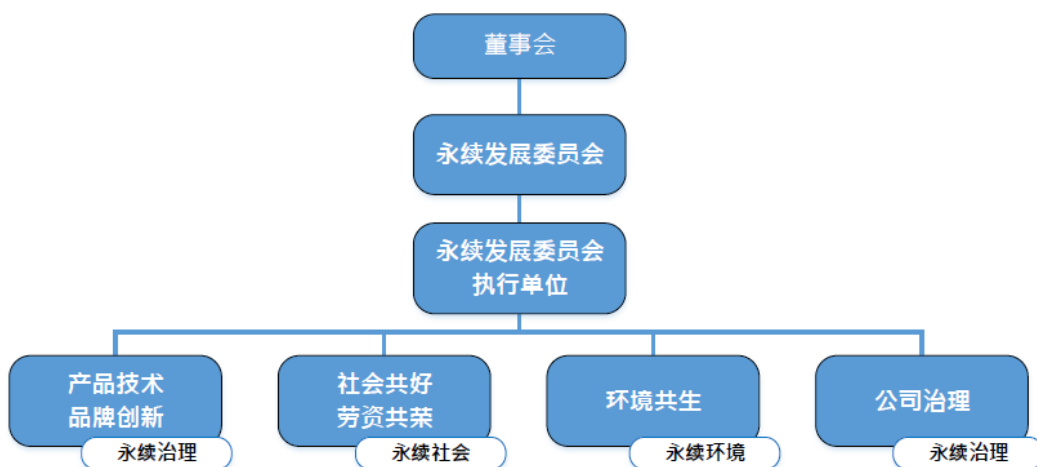 董事会
永续发展委员会
永续发展委员会
执行单位
产品技术
品牌创新
永续治理
社会共好
劳资共荣
永续社会
环境共生
永续环境
公司治理
永续治理